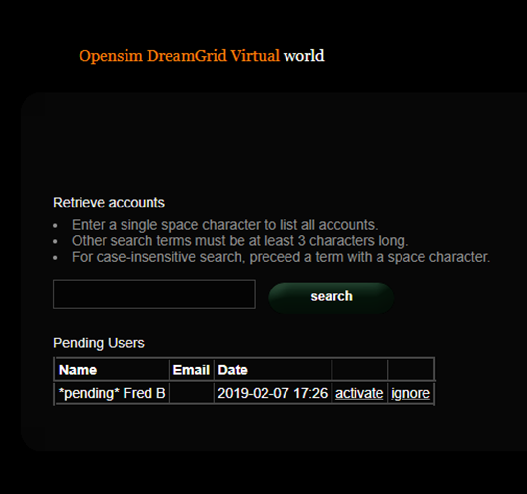 Opensim DreamGrid Virtual world
Retrieve accounts
• Enter a single space character to list all accounts.
• Other search terms must be at least 3 characters long.
• For case-insensitive search, preceed a term with a space character.
search
Pending Users
Name Email Date
*pending* Fred B 2019-02-07 17:26 activate ignore